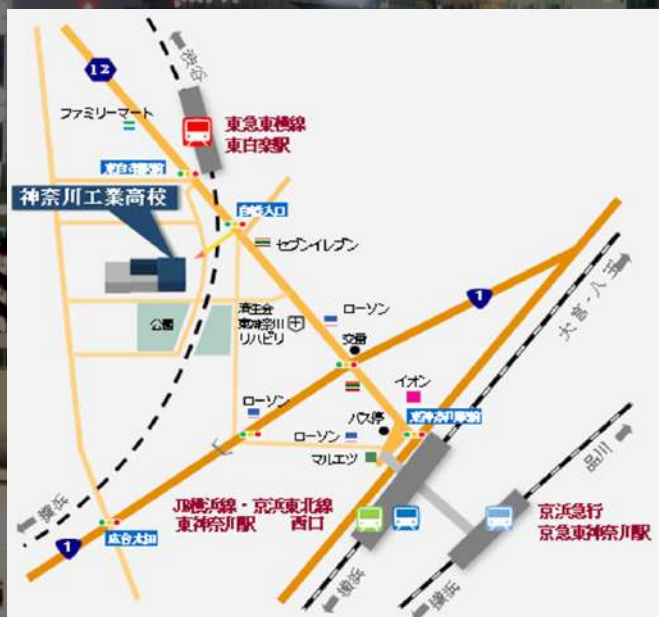 渋谷
12
ファミリーマート
東急東横線
東白楽駅
東白楽駅前
神奈川工業高校
白幡入口
セブンイレブン
1
大宮・八王
公園
済生会
東神奈川
リハビリ
ローソン
交番
イオン
ローソン
バス停
東神奈川駅前
ローソン
マルエツ
品川
横浜
JR横浜線・京浜東北線
東神奈川駅 西口
京浜急行
京急東神奈川駅
広台太田
1
横浜
横浜